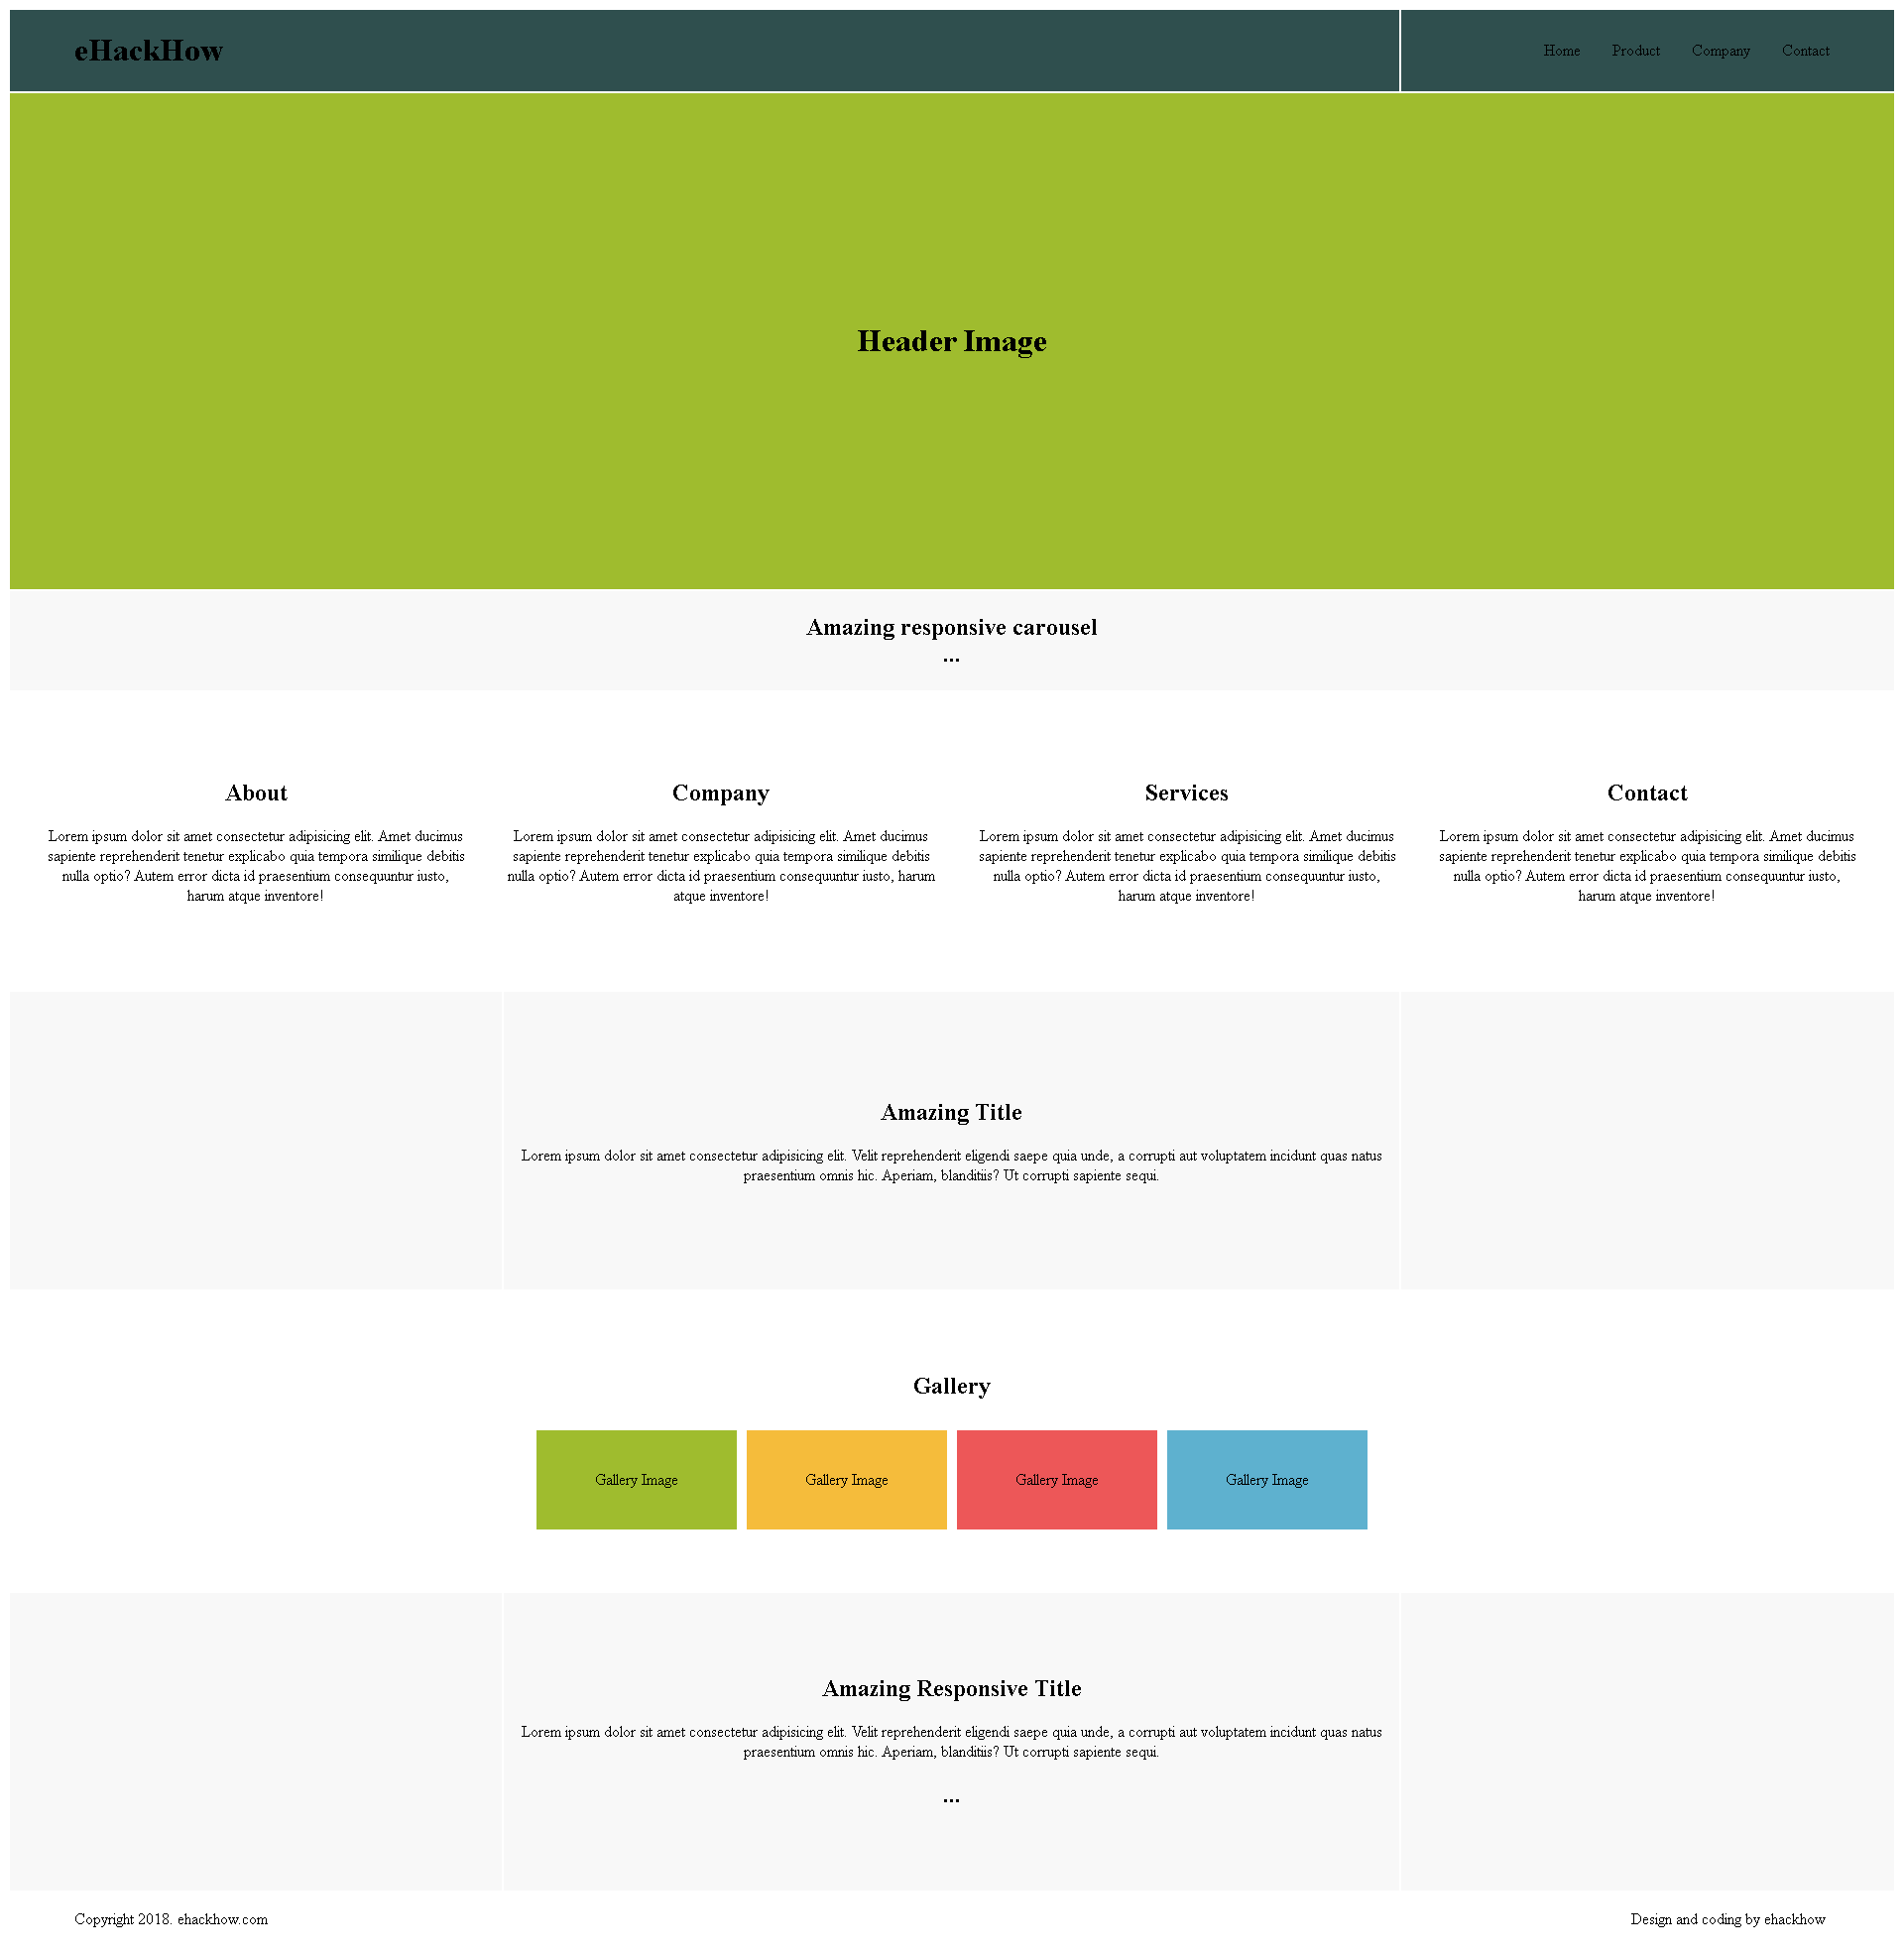 eHackHow
Home Product Company Contact
Header Image
Amazing responsive carousel
...
About
Lorem ipsum dolor sit amet consectetur adipisicing elit. Amet ducimus
sapiente reprehenderit tenetur explicabo quia tempora similique debitis
nulla optio? Autem error dicta id praesentium consequuntur iusto,
harum atque inventore!
Company
Lorem ipsum dolor sit amet consectetur adipisicing elit. Amet ducimus
sapiente reprehenderit tenetur explicabo quia tempora similique debitis
nulla optio? Autem error dicta id praesentium consequuntur iusto, harum
atque inventore!
Services
Lorem ipsum dolor sit amet consectetur adipisicing elit. Amet ducimus
sapiente reprehenderit tenetur explicabo quia tempora similique debitis
nulla optio? Autem error dicta id praesentium consequuntur iusto,
harum atque inventore!
Contact
Lorem ipsum dolor sit amet consectetur adipisicing elit. Amet ducimus
sapiente reprehenderit tenetur explicabo quia tempora similique debitis
nulla optio? Autem error dicta id praesentium consequuntur iusto,
harum atque inventore!
Amazing Title
Lorem ipsum dolor sit amet consectetur adipisicing elit. Velit reprehenderit eligendi saepe quia unde, a corrupti aut voluptatem incidunt quas natus
praesentium omnis hic. Aperiam, blanditiis? Ut corrupti sapiente sequi.
Gallery
Gallery Image
Gallery Image
Gallery Image
Gallery Image
Amazing Responsive Title
Lorem ipsum dolor sit amet consectetur adipisicing elit. Velit reprehenderit eligendi saepe quia unde, a corrupti aut voluptatem incidunt quas natus
praesentium omnis hic. Aperiam, blanditiis? Ut corrupti sapiente sequi.
...
Copyright 2018. ehackhow.com
Design and coding by ehackhow